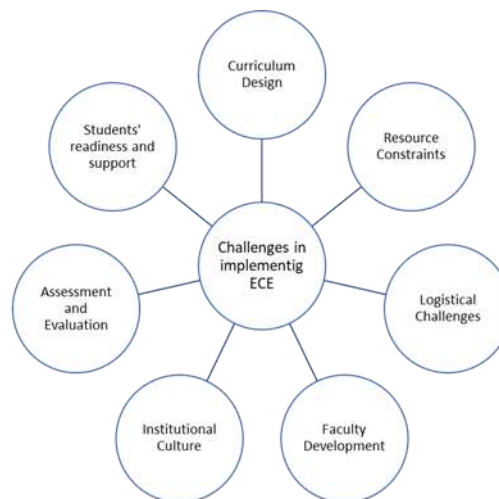 Curriculum
Design
Students'
readiness and
support
Resource
Constraints
Challenges in
implementig
ECE
Assessment
and
Evaluation
Logistical
Challenges
Institutional
Culture
Faculty
Development